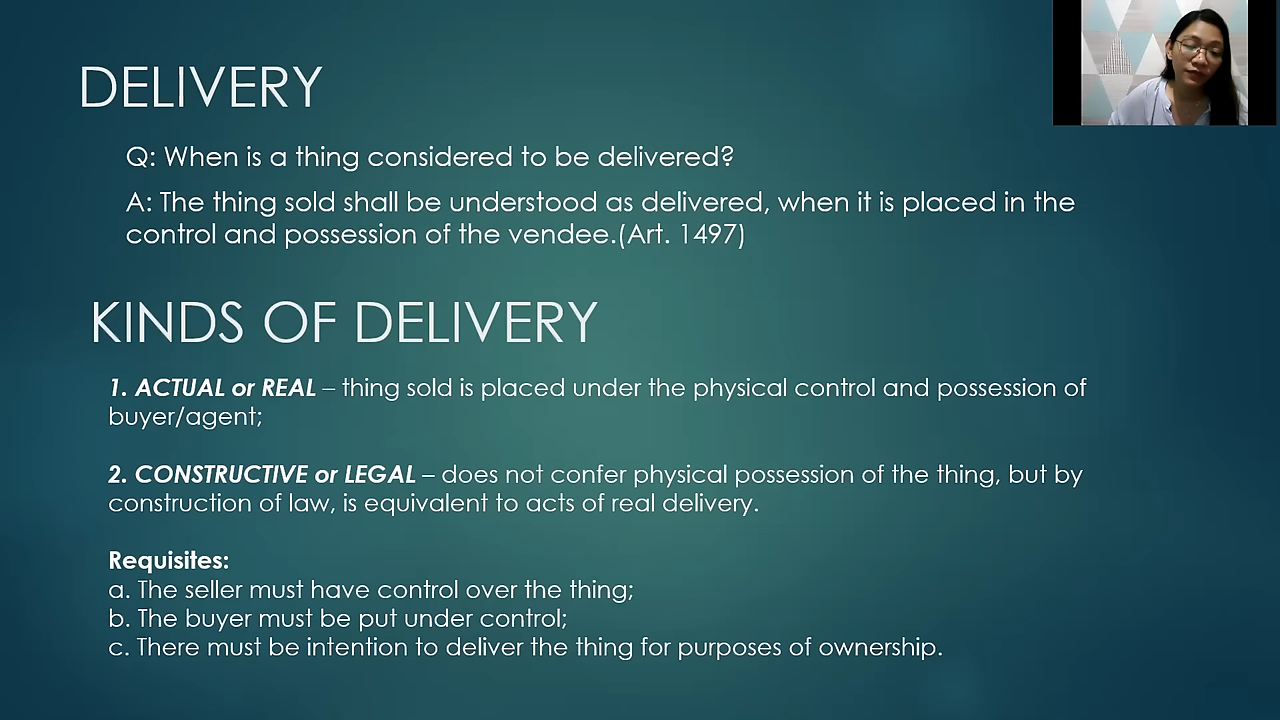 DELIVERY
Q: When is a thing considered to be delivered?
A: The thing sold shall be understood as delivered, when it is placed in the
control and possession of the vendee.(Art. 1497)
KINDS OF DELIVERY
1. ACTUAL or REAL – thing sold is placed under the physical control and possession of
buyer/agent;
2. CONSTRUCTIVE or LEGAL – does not confer physical possession of the thing, but by
construction of law, is equivalent to acts of real delivery.
Requisites:
a. The seller must have control over the thing;
b. The buyer must be put under control;
c. There must be intention to deliver the thing for purposes of ownership.